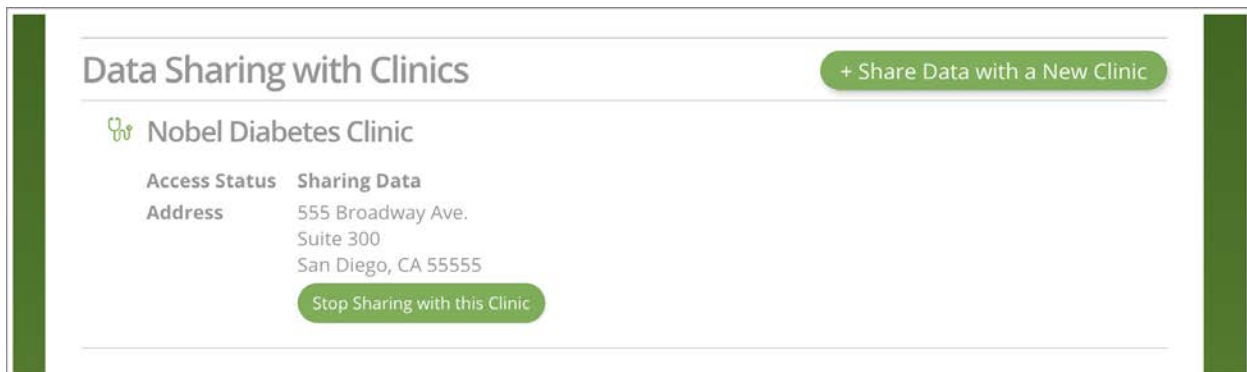 Data Sharing with Clinics
+ Share Data with a New Clinic
Nobel Diabetes Clinic
Access Status Sharing Data
Address 555 Broadway Ave.
Suite 300
San Diego, CA 55555
Stop Sharing with this Clinic